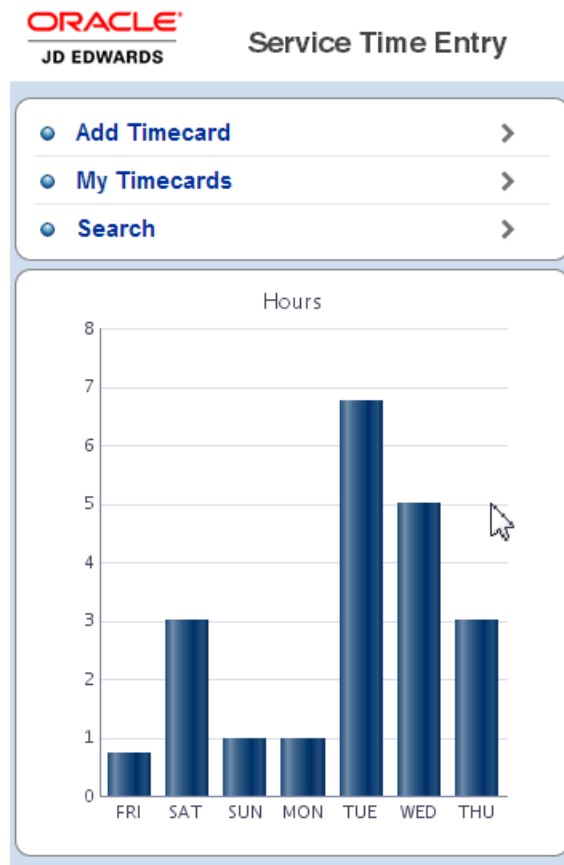 ORACLE
JD EDWARDS
Service Time Entry
Add Timecard
My Timecards
Search
Hours
8
7
6
5
4
3
2
1
0
FRI SAT SUN MON TUE WED THU